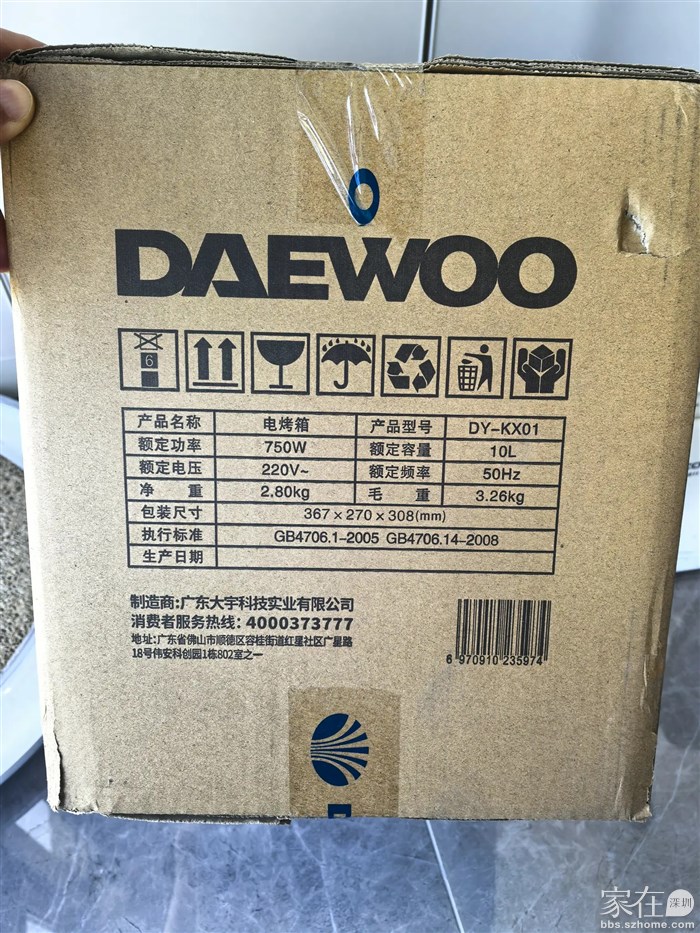 DAEWOO
6
产品名称 电烤箱 产品型号 DY-KX01
额定功率 750W 额定容量 10L
额定电压 220V~ 额定频率 50Hz
净 重 2.80kg 毛 重 3.26kg
包装尺寸 367×270×308(mm)
执行标准 GB4706.1-2005 GB4706.14-2008
生产日期
制造商:广东大宇科技实业有限公司
消费者服务热线: 4000373777
地址:广东省佛山市顺德区容桂街道红星社区广星路
18号伟安科创园1栋802室之一
6 970910 235974
家在深圳
bbs.szhome.com